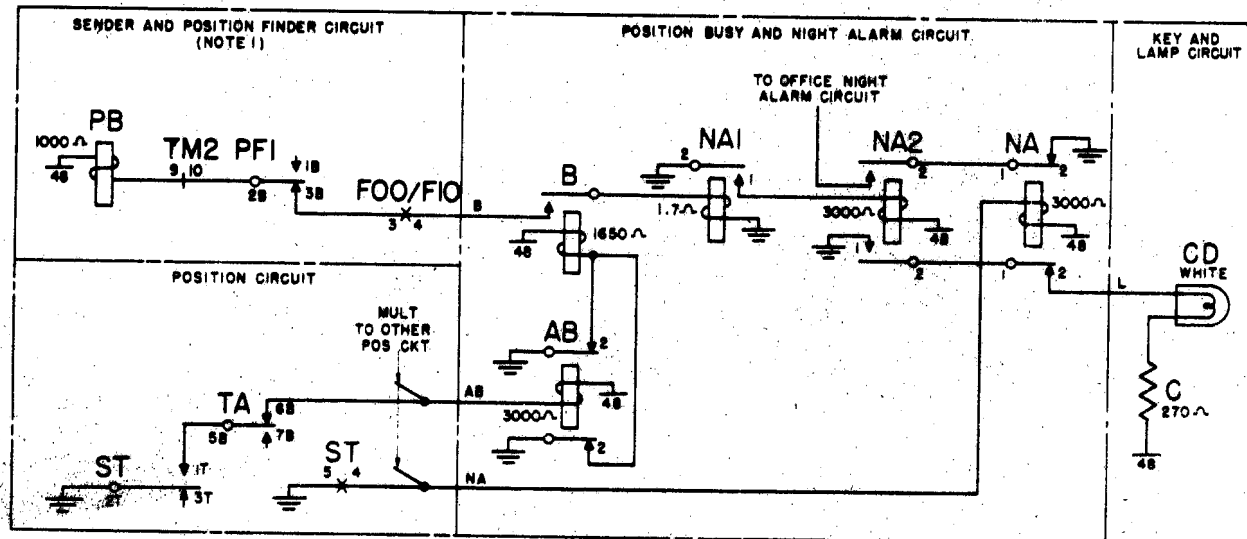 SENDER AND POSITION FINDER CIRCUIT
(NOTE 1)
POSITION BUSY AND NIGHT ALARM CIRCUIT
KEY AND
LAMP CIRCUIT
TO OFFICE NIGHT
ALARM CIRCUIT
PB
1000Ω
48
TM2
9 10
PF1
1B
2B
3B
F00/F10
3 4
B
B
1650Ω
48
NA1
2
1
1.7Ω
NA2
2
3000Ω
48
1
2
NA
1 2
3000Ω
48
1 2
L
CD
WHITE
C
270Ω
48
POSITION CIRCUIT
MULT
TO OTHER
POS CKT
AB
2
AB
3000Ω
48
2
TA
6B
5B
7B
ST
1T
2T
3T
ST
5 4
NA